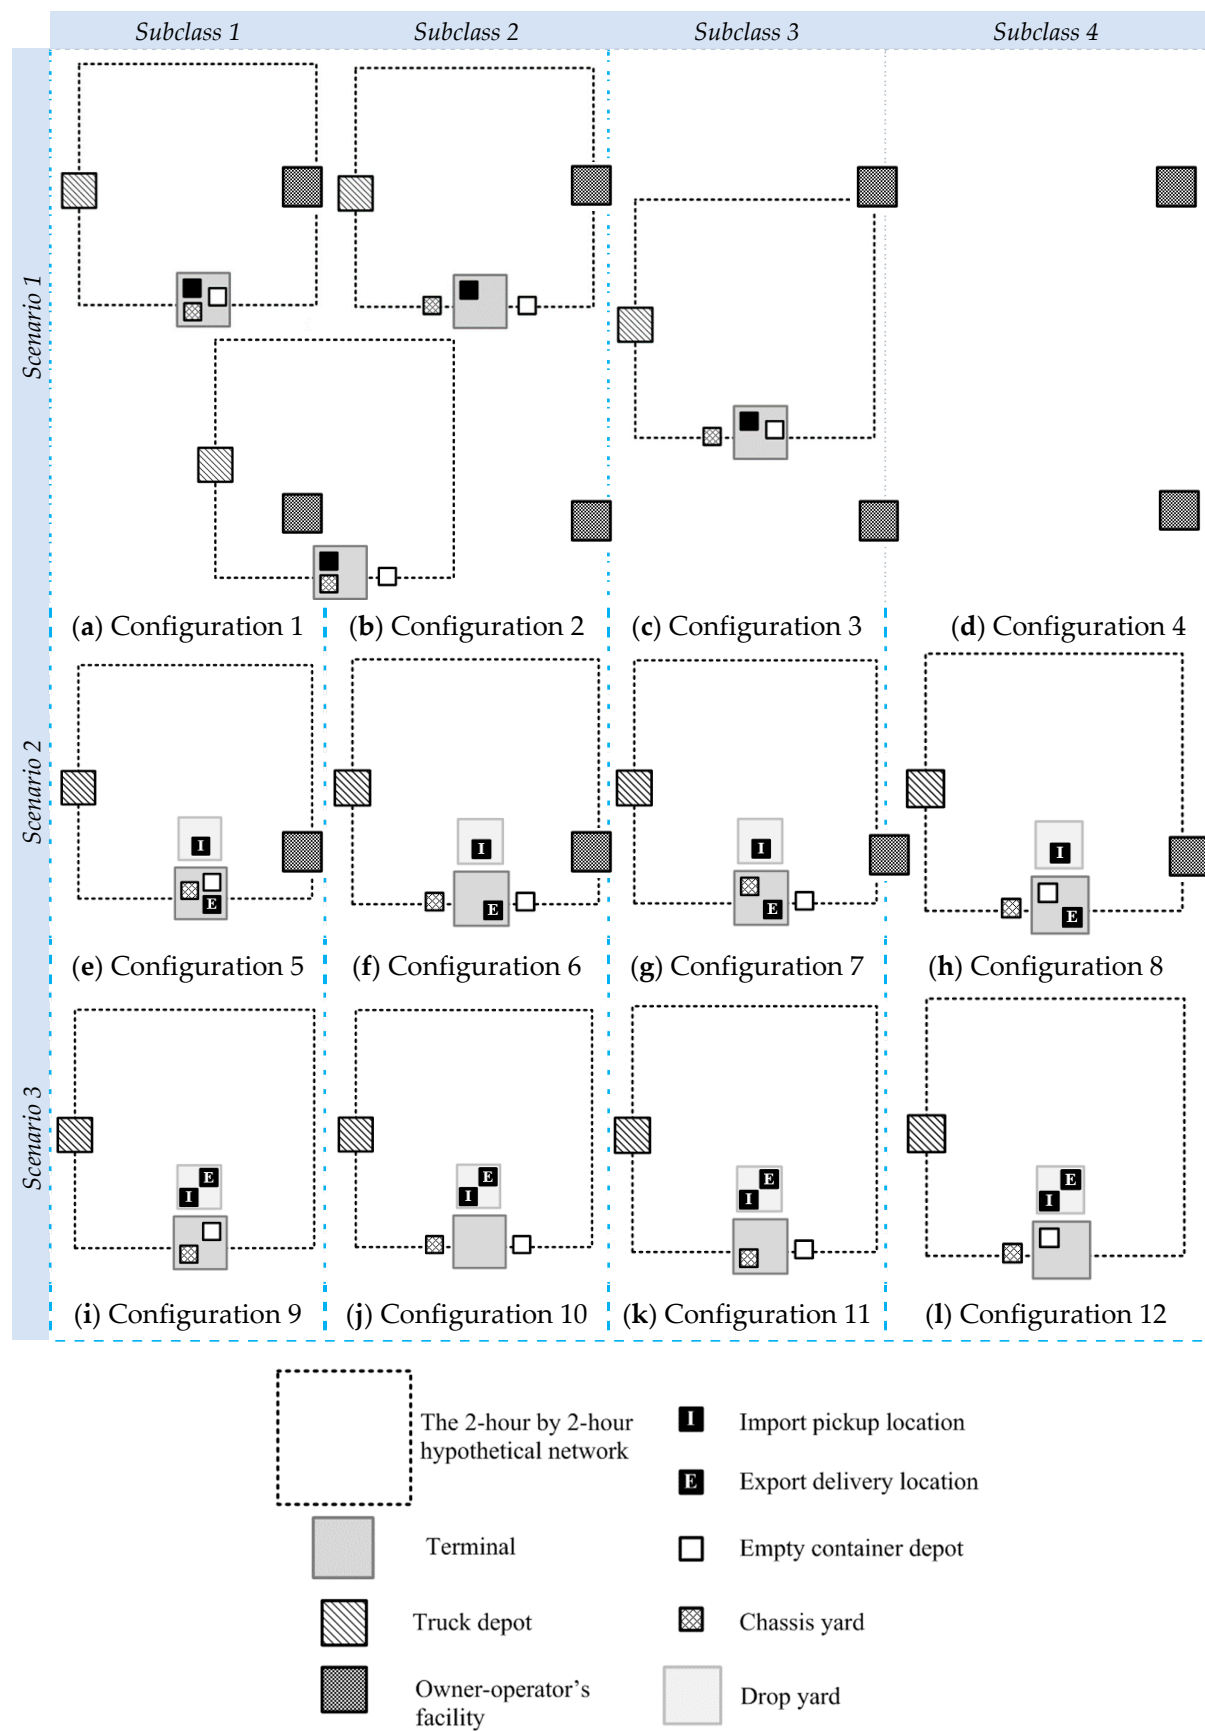 Subclass 1
Subclass 2
Subclass 3
Subclass 4
Scenario 1
(a) Configuration 1
(b) Configuration 2
(c) Configuration 3
(d) Configuration 4
Scenario 2
I
E
I
E
I
E
I
E
(e) Configuration 5
(f) Configuration 6
(g) Configuration 7
(h) Configuration 8
Scenario 3
E
I
E
I
E
I
E
I
(i) Configuration 9
(j) Configuration 10
(k) Configuration 11
(l) Configuration 12
The 2-hour by 2-hour
hypothetical network
Terminal
Truck depot
Owner-operator's
facility
I Import pickup location
E Export delivery location
Empty container depot
Chassis yard
Drop yard